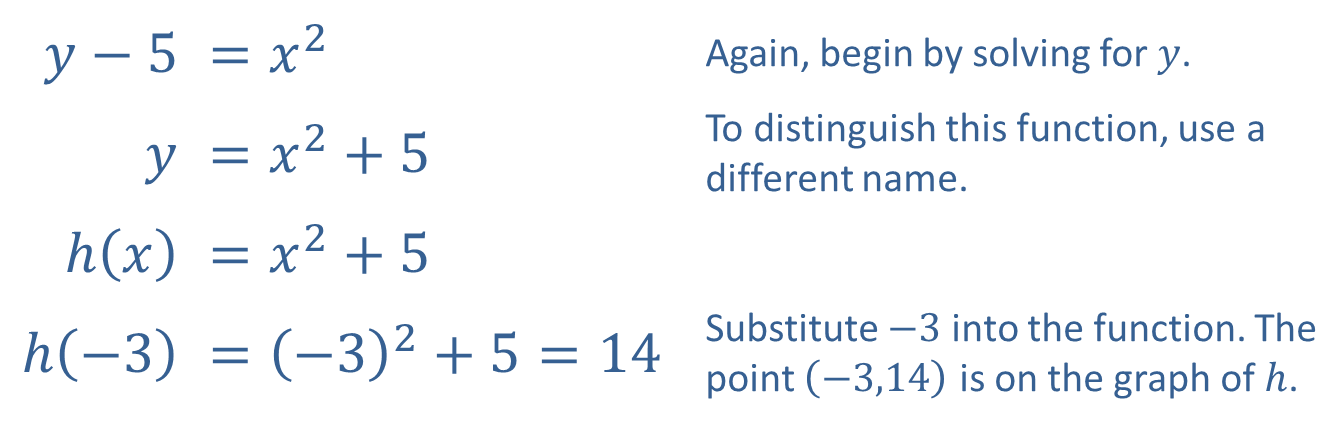 y − 5 = x² Again, begin by solving for y.
y = x² + 5 To distinguish this function, use a
different name.
h(x) = x² + 5
h(−3) = (−3)² + 5 = 14 Substitute −3 into the function. The
point (−3,14) is on the graph of h.